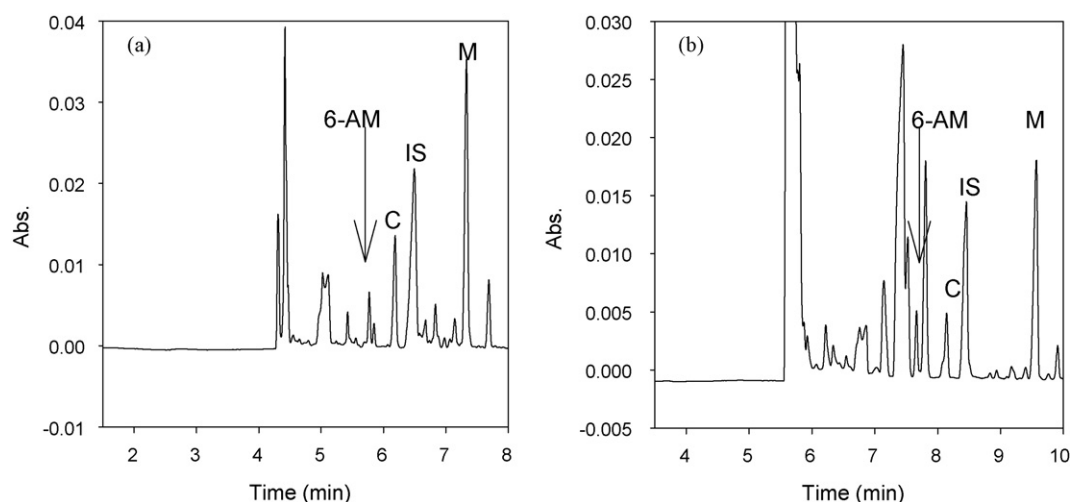 (a)
0.04
0.03
0.02
0.01
0.00
-0.01
Abs.
6-AM
C
IS
M
2 3 4 5 6 7 8
Time (min)
(b)
0.030
0.025
0.020
0.015
0.010
0.005
0.000
-0.005
Abs.
6-AM
C
IS
M
4 5 6 7 8 9 10
Time (min)